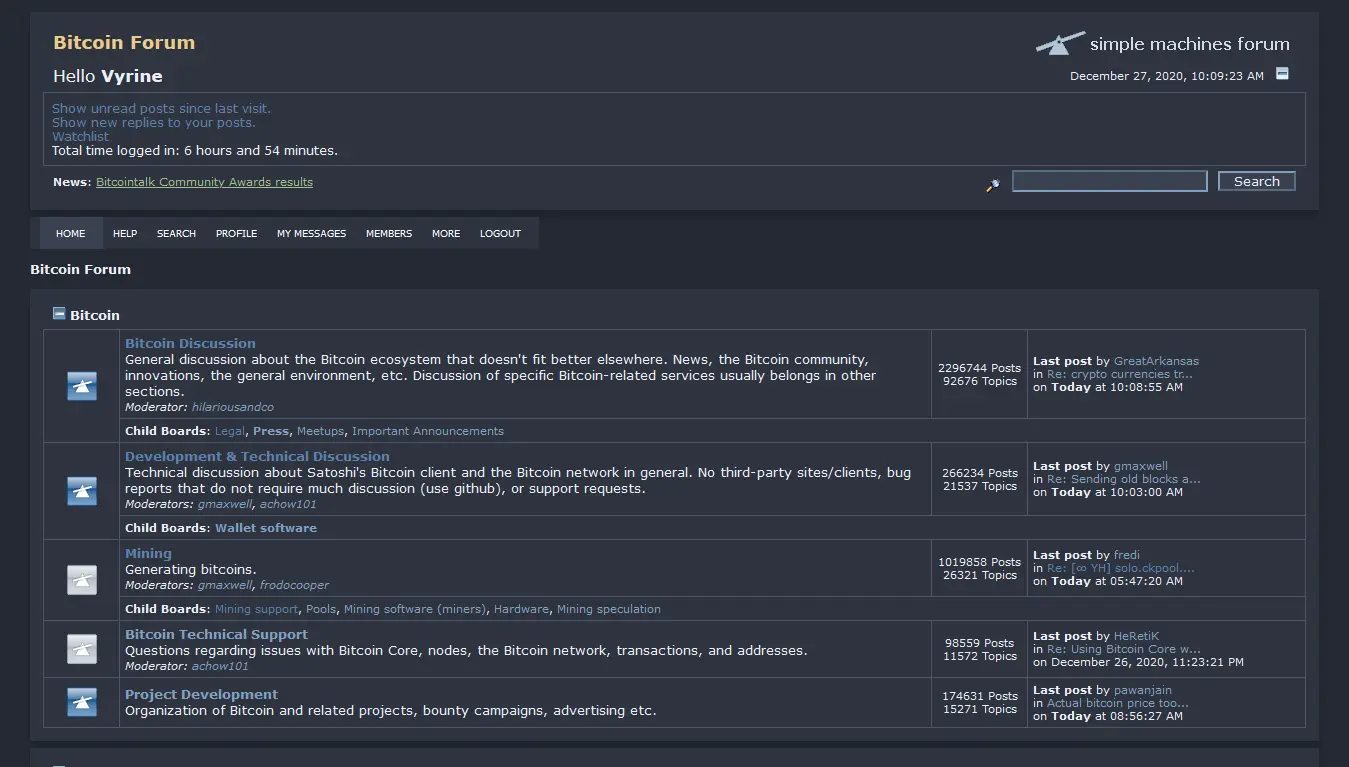 Bitcoin Forum
simple machines forum
Hello Vyrine
December 27, 2020, 10:09:23 AM
Show unread posts since last visit.
Show new replies to your posts.
Watchlist
Total time logged in: 6 hours and 54 minutes.
News: Bitcointalk Community Awards results
Search
HOME HELP SEARCH PROFILE MY MESSAGES MEMBERS MORE LOGOUT
Bitcoin Forum
Bitcoin
Bitcoin Discussion
General discussion about the Bitcoin ecosystem that doesn't fit better elsewhere. News, the Bitcoin community,
innovations, the general environment, etc. Discussion of specific Bitcoin-related services usually belongs in other
sections.
Moderator: hilariousandco
2296744 Posts
92676 Topics
Last post by GreatArkansas
in Re: crypto currencies tr...
on Today at 10:08:55 AM
Child Boards: Legal, Press, Meetups, Important Announcements
Development & Technical Discussion
Technical discussion about Satoshi's Bitcoin client and the Bitcoin network in general. No third-party sites/clients, bug
reports that do not require much discussion (use github), or support requests.
Moderators: gmaxwell, achow101
266234 Posts
21537 Topics
Last post by gmaxwell
in Re: Sending old blocks a...
on Today at 10:03:00 AM
Child Boards: Wallet software
Mining
Generating bitcoins.
Moderators: gmaxwell, frodocooper
1019858 Posts
26321 Topics
Last post by fredi
in Re: [∞ YH] solo.ckpool....
on Today at 05:47:20 AM
Child Boards: Mining support, Pools, Mining software (miners), Hardware, Mining speculation
Bitcoin Technical Support
Questions regarding issues with Bitcoin Core, nodes, the Bitcoin network, transactions, and addresses.
Moderator: achow101
98559 Posts
11572 Topics
Last post by HeRetiK
in Re: Using Bitcoin Core w...
on December 26, 2020, 11:23:21 PM
Project Development
Organization of Bitcoin and related projects, bounty campaigns, advertising etc.
174631 Posts
15271 Topics
Last post by pawanjain
in Actual bitcoin price too...
on Today at 08:56:27 AM